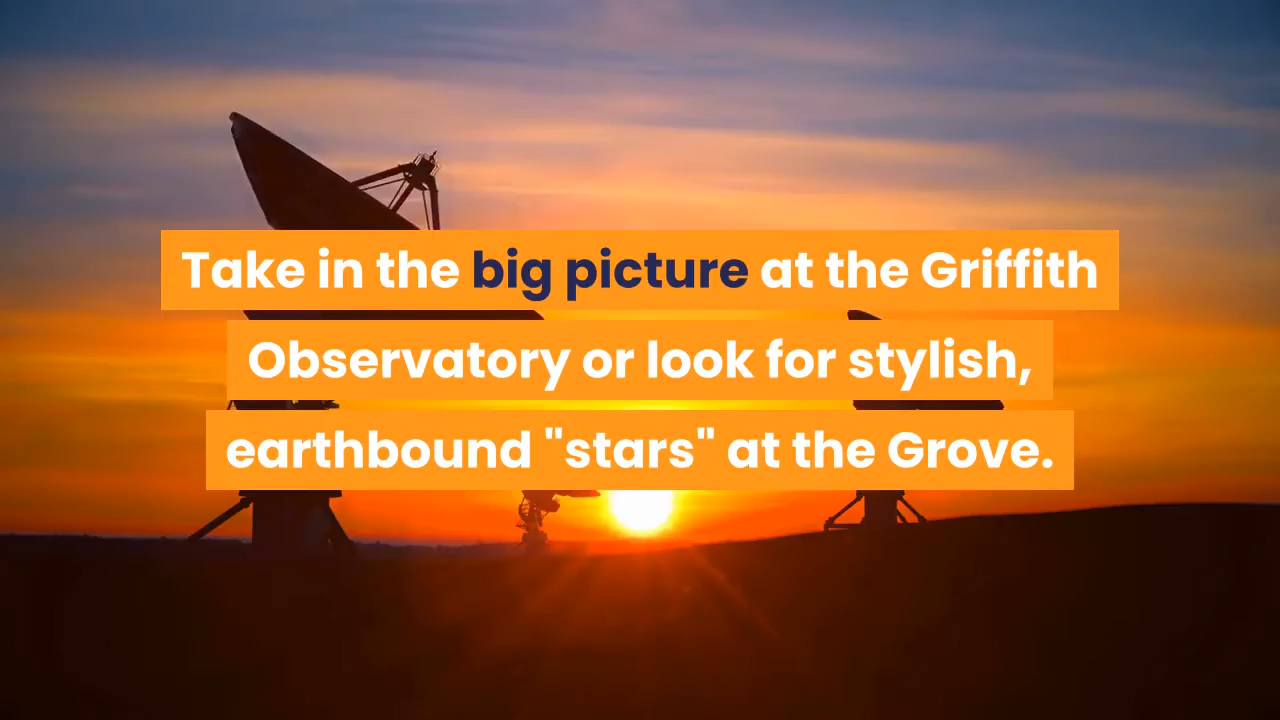 Take in the big picture at the Griffith
Observatory or look for stylish,
earthbound "stars" at the Grove.